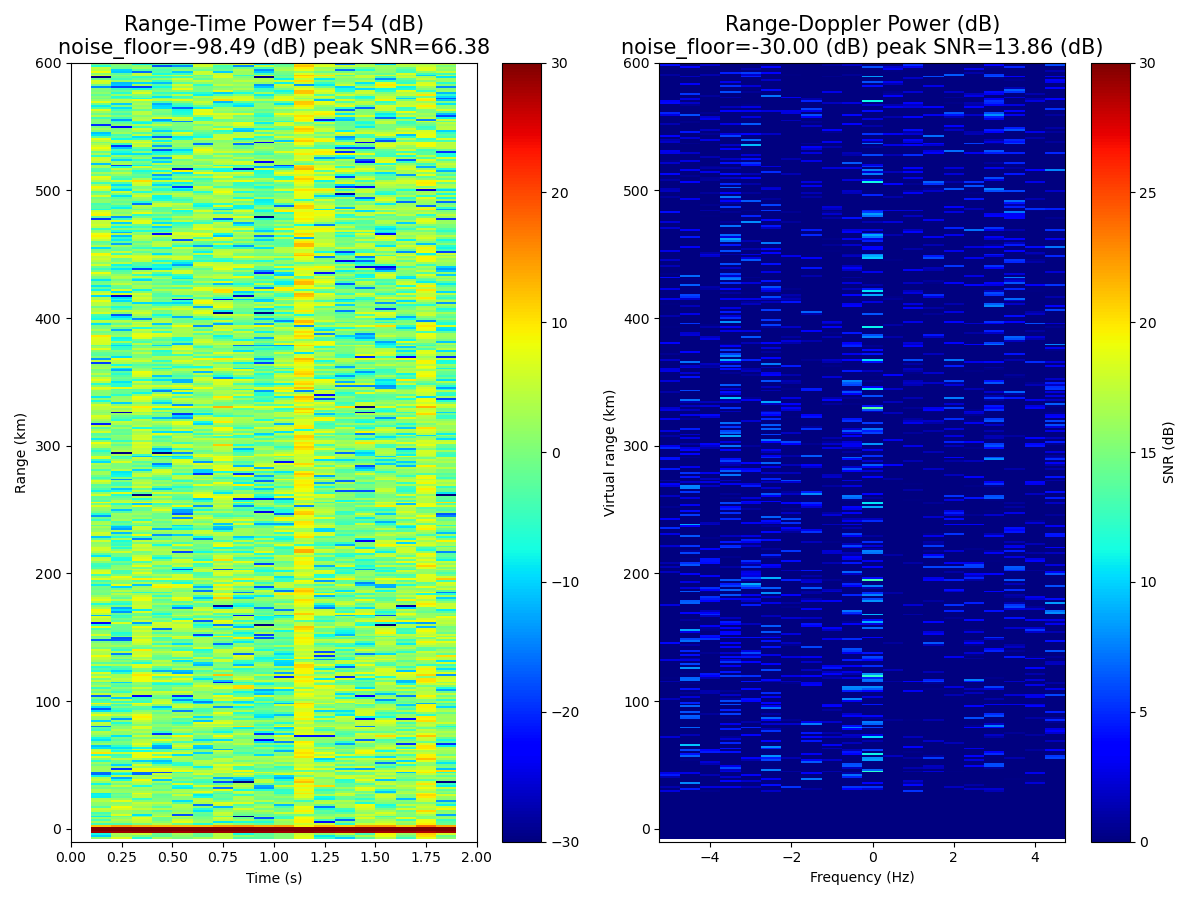 Range-Time Power f=54 (dB)
noise_floor=-98.49 (dB) peak SNR=66.38
Range (km)
600
500
400
300
200
100
0
0.00 0.25 0.50 0.75 1.00 1.25 1.50 1.75 2.00
Time (s)
30
20
10
0
−10
−20
−30
Range-Doppler Power (dB)
noise_floor=-30.00 (dB) peak SNR=13.86 (dB)
Virtual range (km)
600
500
400
300
200
100
0
−4 −2 0 2 4
Frequency (Hz)
30
25
20
15
10
5
0
SNR (dB)